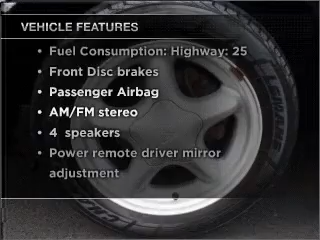 VEHICLE FEATURES
• Fuel Consumption: Highway: 25
• Front Disc brakes
• Passenger Airbag
• AM/FM stereo
• 4 speakers
• Power remote driver mirror
adjustment